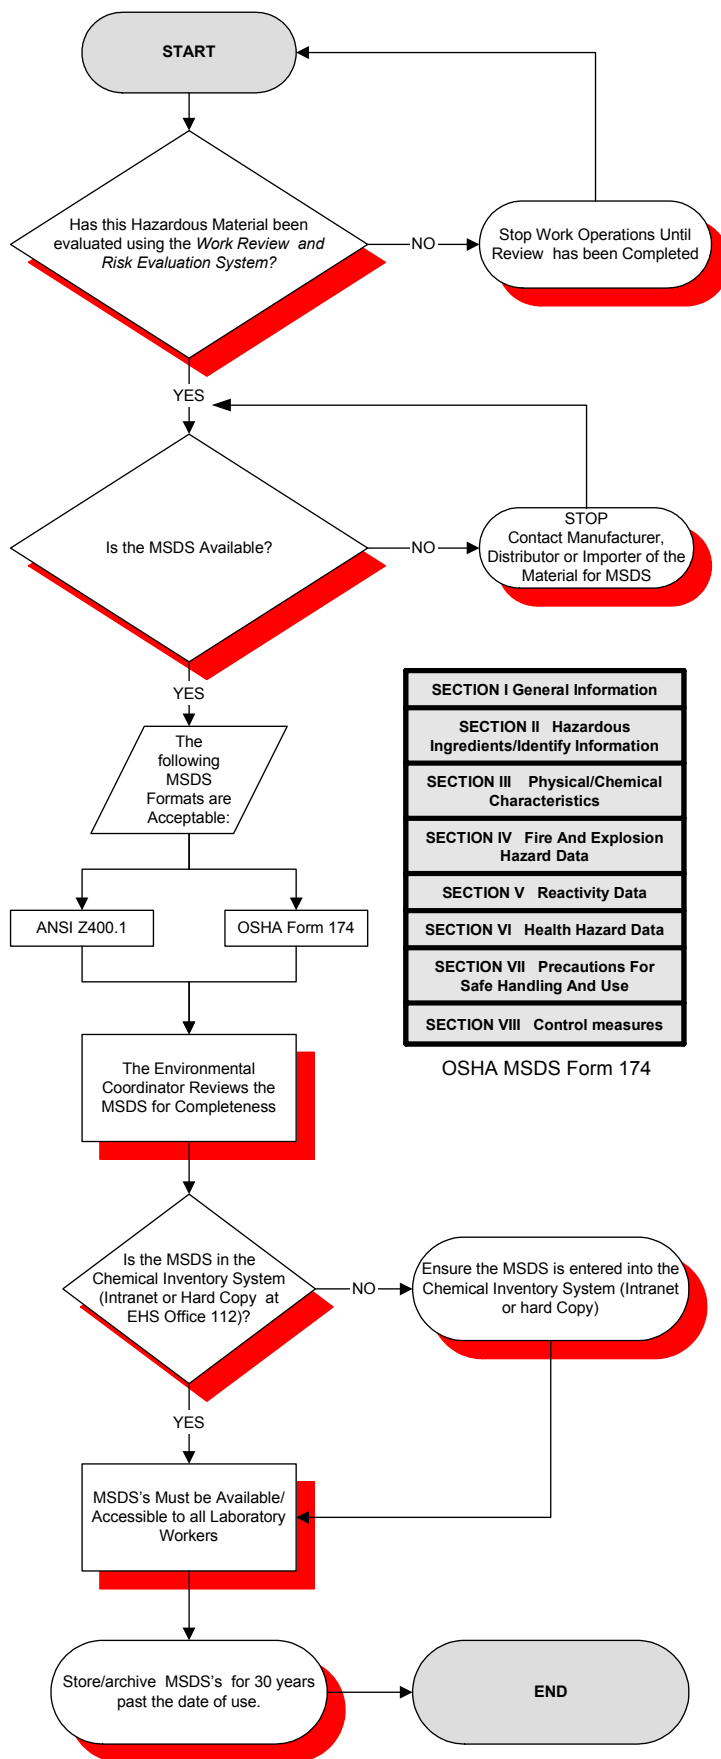 START
Has this Hazardous Material been
evaluated using the Work Review and
Risk Evaluation System?
NO
Stop Work Operations Until
Review has been Completed
YES
Is the MSDS Available?
NO
STOP
Contact Manufacturer,
Distributor or Importer of the
Material for MSDS
YES
The
following
MSDS
Formats are
Acceptable:
ANSI Z400.1
OSHA Form 174
SECTION I General Information
SECTION II Hazardous
Ingredients/Identify Information
SECTION III Physical/Chemical
Characteristics
SECTION IV Fire And Explosion
Hazard Data
SECTION V Reactivity Data
SECTION VI Health Hazard Data
SECTION VII Precautions For
Safe Handling And Use
SECTION VIII Control measures
OSHA MSDS Form 174
The Environmental
Coordinator Reviews the
MSDS for Completeness
Is the MSDS in the
Chemical Inventory System
(Intranet or Hard Copy at
EHS Office 112)?
NO
Ensure the MSDS is entered into the
Chemical Inventory System (Intranet
or hard Copy)
YES
MSDS's Must be Available/
Accessible to all Laboratory
Workers
Store/archive MSDS's for 30 years
past the date of use.
END